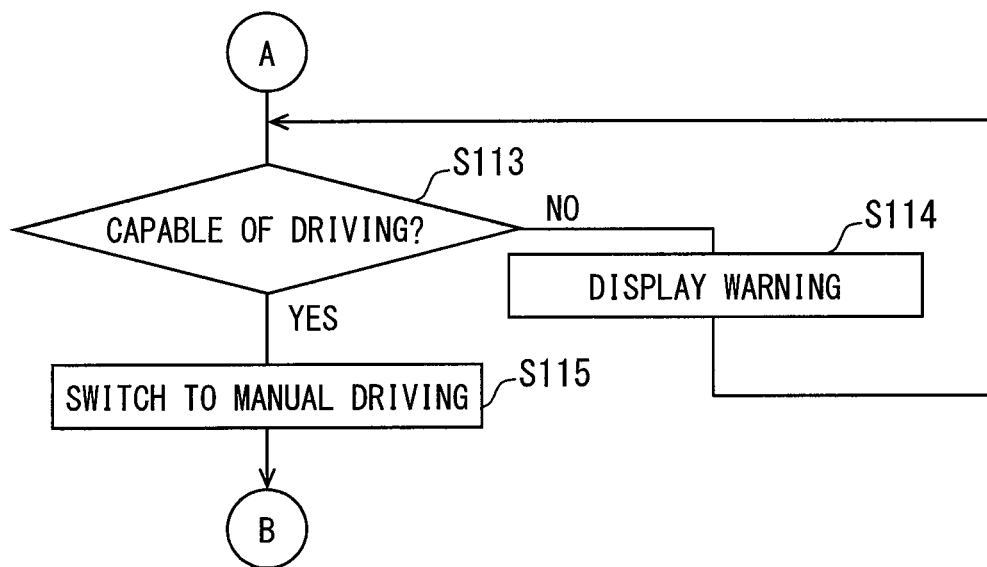 A
S113
CAPABLE OF DRIVING?
NO
S114
DISPLAY WARNING
YES
S115
SWITCH TO MANUAL DRIVING
B